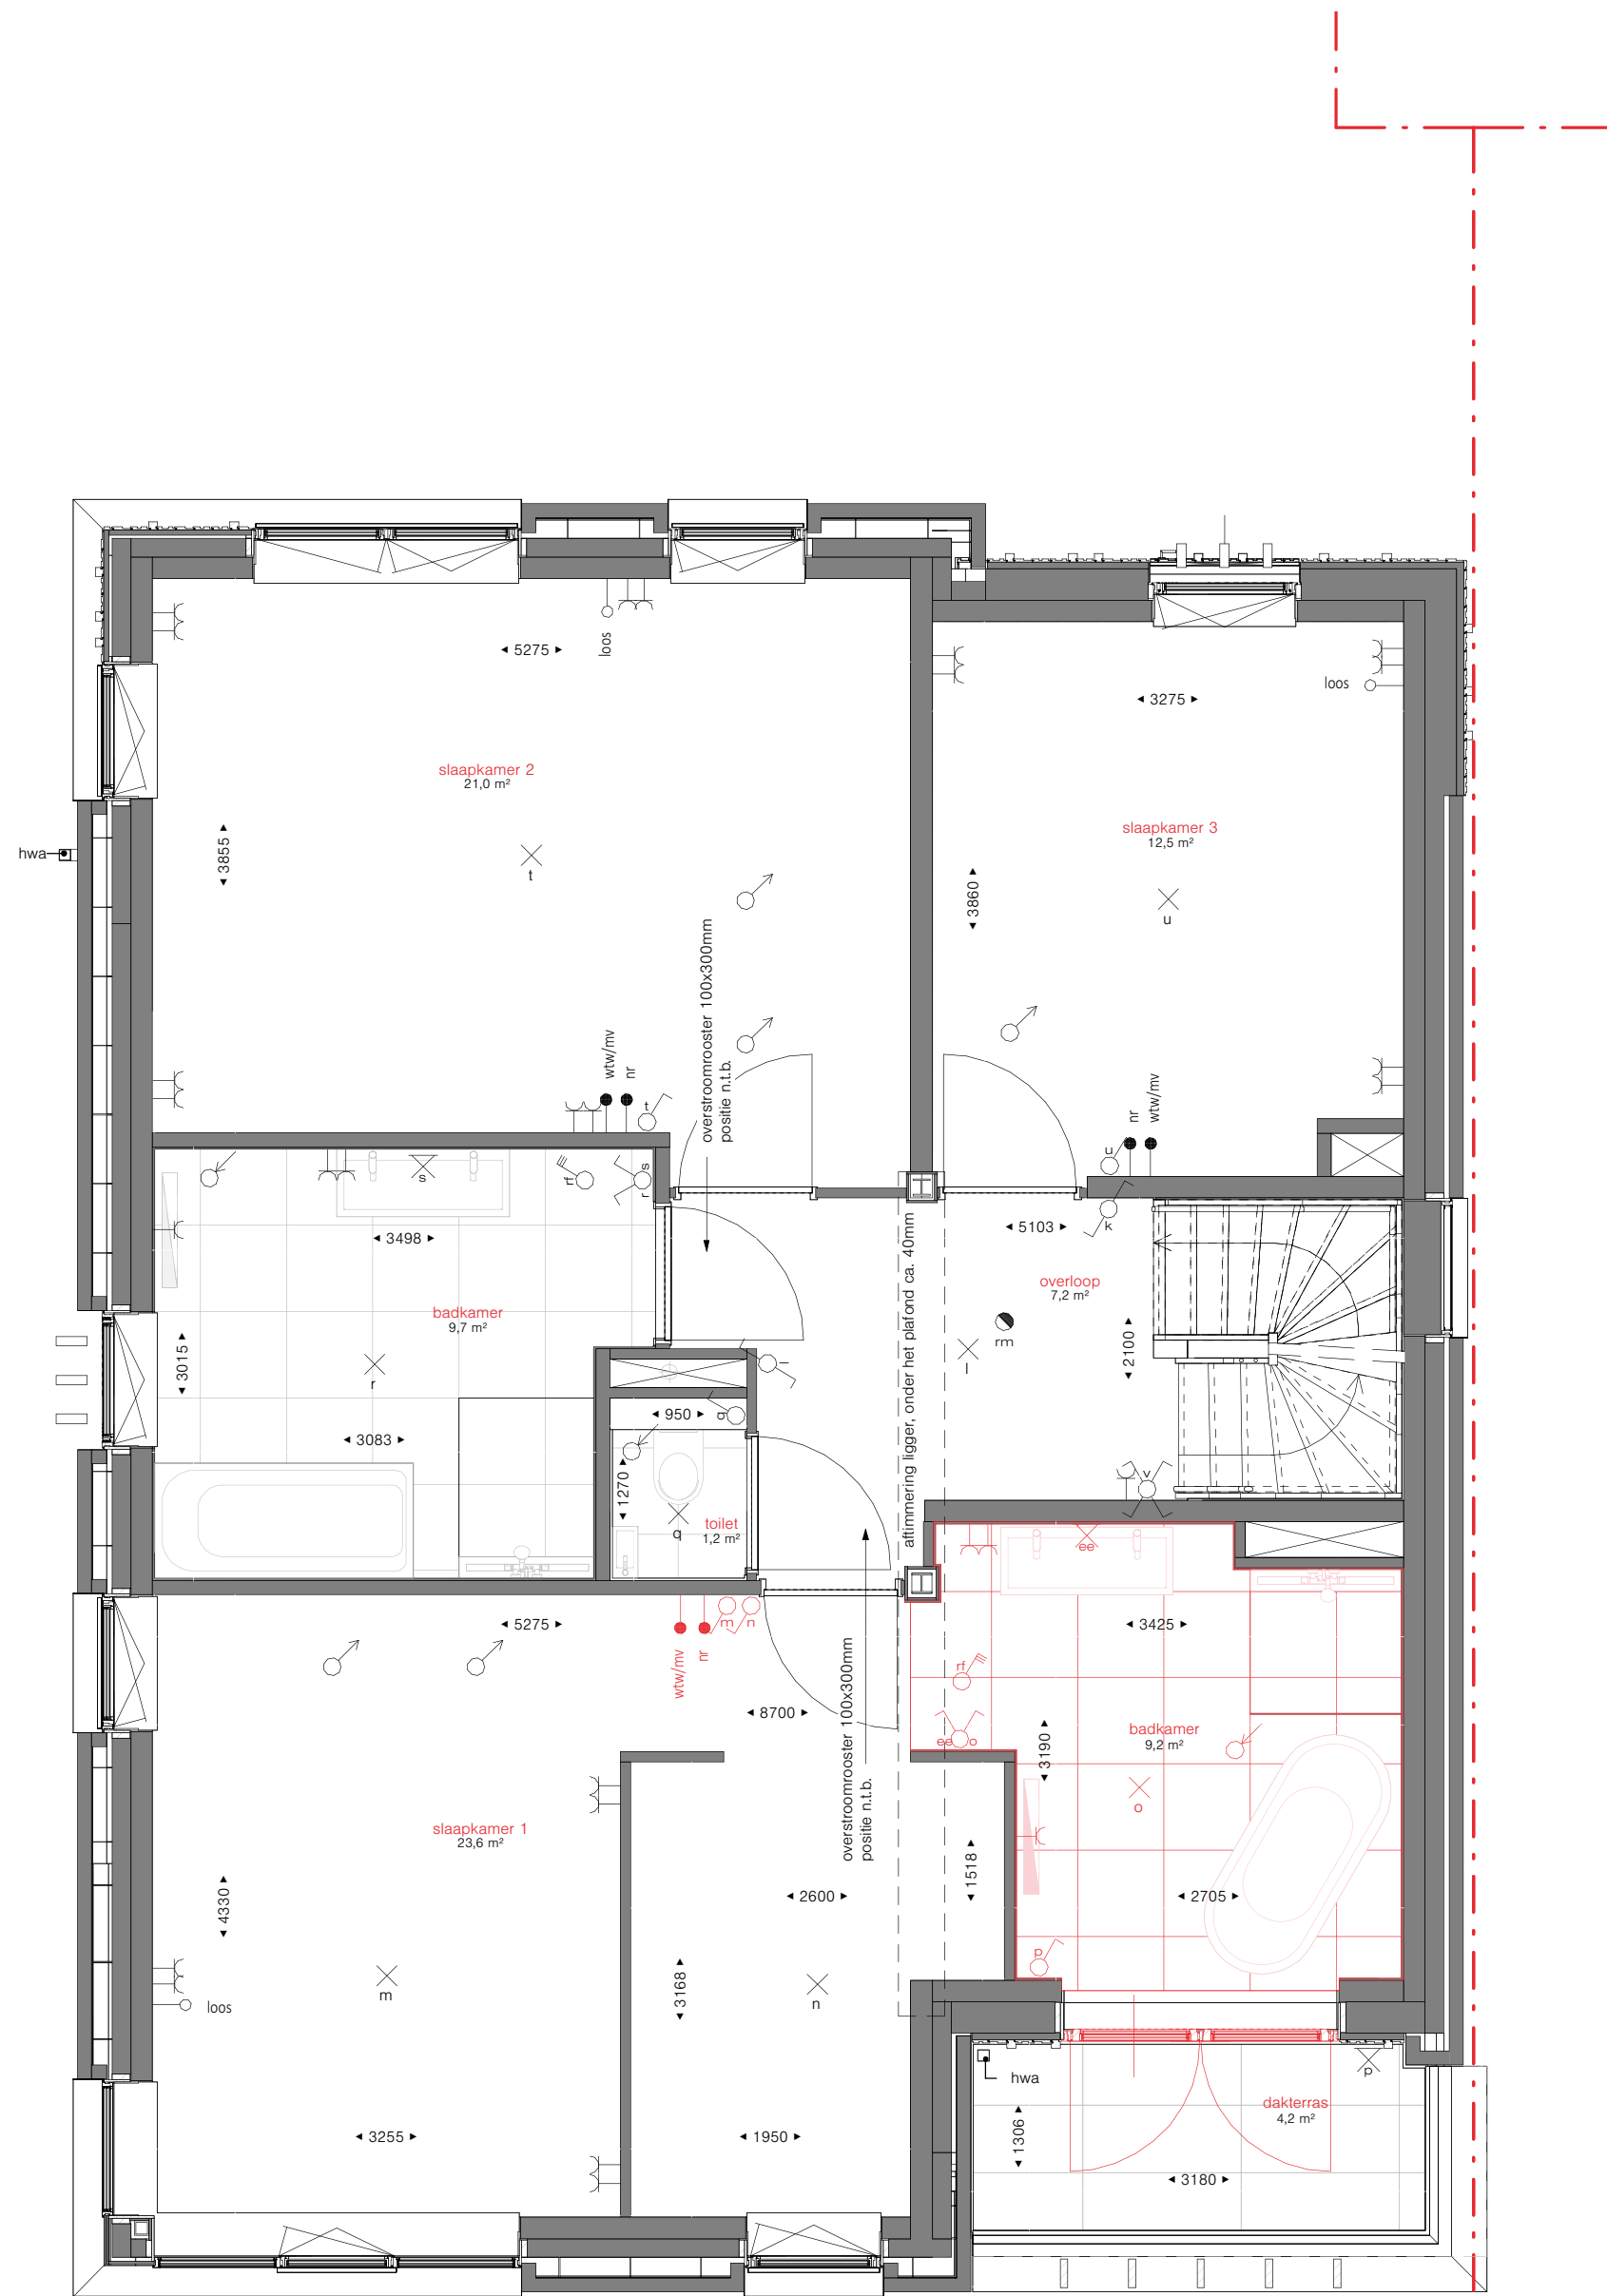 loos
5275
loos
3275
slaapkamer 2
21,0 m²
slaapkamer 3
12,5 m²
hwa
3855
t
3860
u
overstroomrooster 100x300mm
positie n.t.b.
wtw/mv
nr
t
nr
wtw/mv
u
s
rf
s
r
k
3498
5103
aftimmering ligger, onder het plafond ca. 40mm
overloop
7,2 m²
badkamer
9,7 m²
rm
3015
2100
r
l
l
950
q
3083
1270
v
q
toilet
1,2 m²
ee
5275
m
n
3425
wtw/mv
nr
rf
8700
overstroomrooster 100x300mm
positie n.t.b.
ee
o
badkamer
9,2 m²
3190
o
slaapkamer 1
23,6 m²
1518
2600
2705
4330
p
3168
m
n
loos
hwa
p
dakterras
4,2 m²
1306
3255
1950
3180